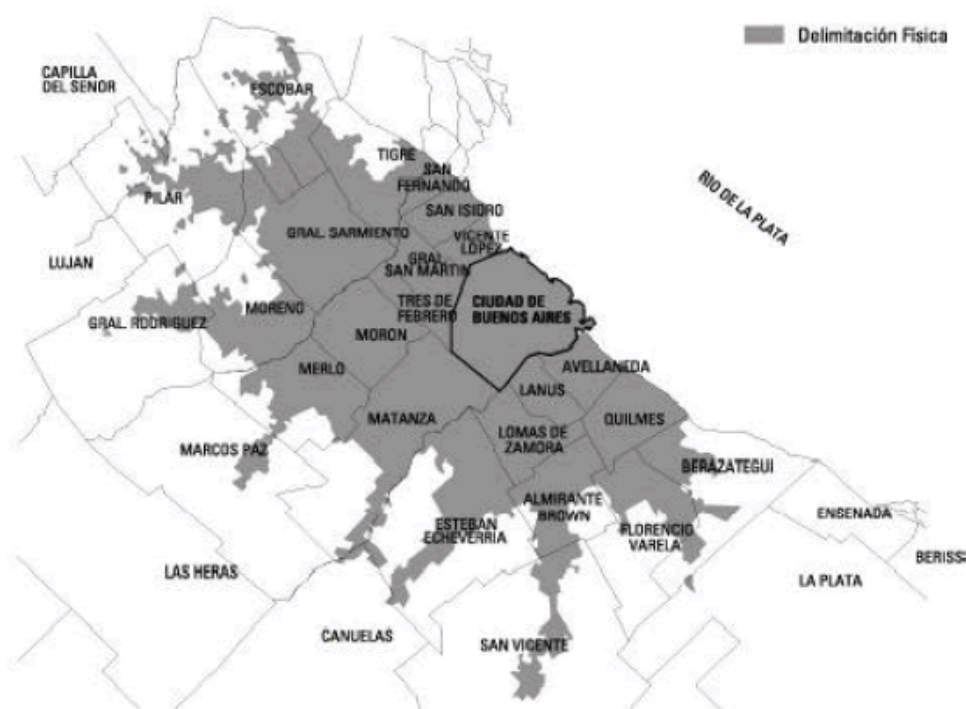 Delimitación Física
CAPILLA
DEL SENOR
ESCOBAR
TIGRE
SAN
FERNANDO
PILAR
SAN ISIDRO
RIO DE LA PLATA
GRAL. SARMIENTO
VICENTE
LOPEZ
LUJAN
GRAL.
SAN MARTIN
MORENO
TRES DE
FEBRERO
CIUDAD DE
BUENOS AIRES
GRAL. RODRIGUEZ
MORON
MERLO
AVELLANEDA
LANUS
MATANZA
QUILMES
LOMAS DE
ZAMORA
MARCOS PAZ
BERAZATEGUI
ALMIRANTE
BROWN
ENSENADA
ESTEBAN
ECHEVERRIA
FLORENCIO
VARELA
BERISS
LAS HERAS
LA PLATA
CANUELAS
SAN VICENTE